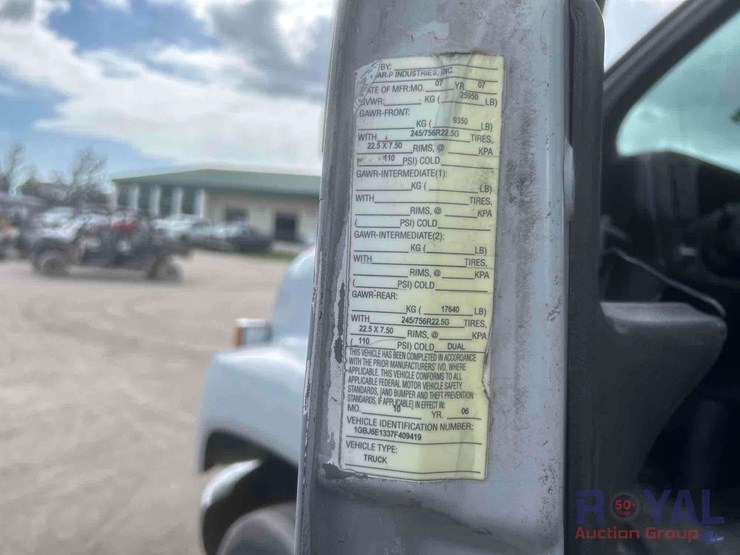 BY:
AR-P INDUSTRIES, INC.
DATE OF MFR:MO. 07 YR 07
GVWR: KG ( 25950 LB)
GAWR-FRONT:
KG ( 9350 LB)
WITH 245/756R22.5G TIRES,
22.5 X 7.50 RIMS, @ KPA
110 PSI) COLD
GAWR-INTERMEDIATE(1):
KG ( LB)
WITH TIRES,
RIMS, @ KPA
( PSI) COLD
GAWR-INTERMEDIATE(2):
KG ( LB)
WITH TIRES,
RIMS, @ KPA
( PSI) COLD
GAWR-REAR:
KG ( 17640 LB)
WITH 245/756R22.5G TIRES,
22.5 X 7.50 RIMS, @ KPA
( 110 PSI) COLD DUAL
THIS VEHICLE HAS BEEN COMPLETED IN ACCORDANCE
WITH THE PRIOR MANUFACTURERS' IVD, WHERE
APPLICABLE. THIS VEHICLE CONFORMS TO ALL
APPLICABLE FEDERAL MOTOR VEHICLE SAFETY
STANDARDS, [AND BUMPER AND THEFT PREVENTION
STANDARDS, IF APPLICABLE] IN EFFECT IN:
MO. 10 YR. 06
VEHICLE IDENTIFICATION NUMBER:
1GBJ6E1337F409419
VEHICLE TYPE:
TRUCK
ROYAL
50
Auction Group